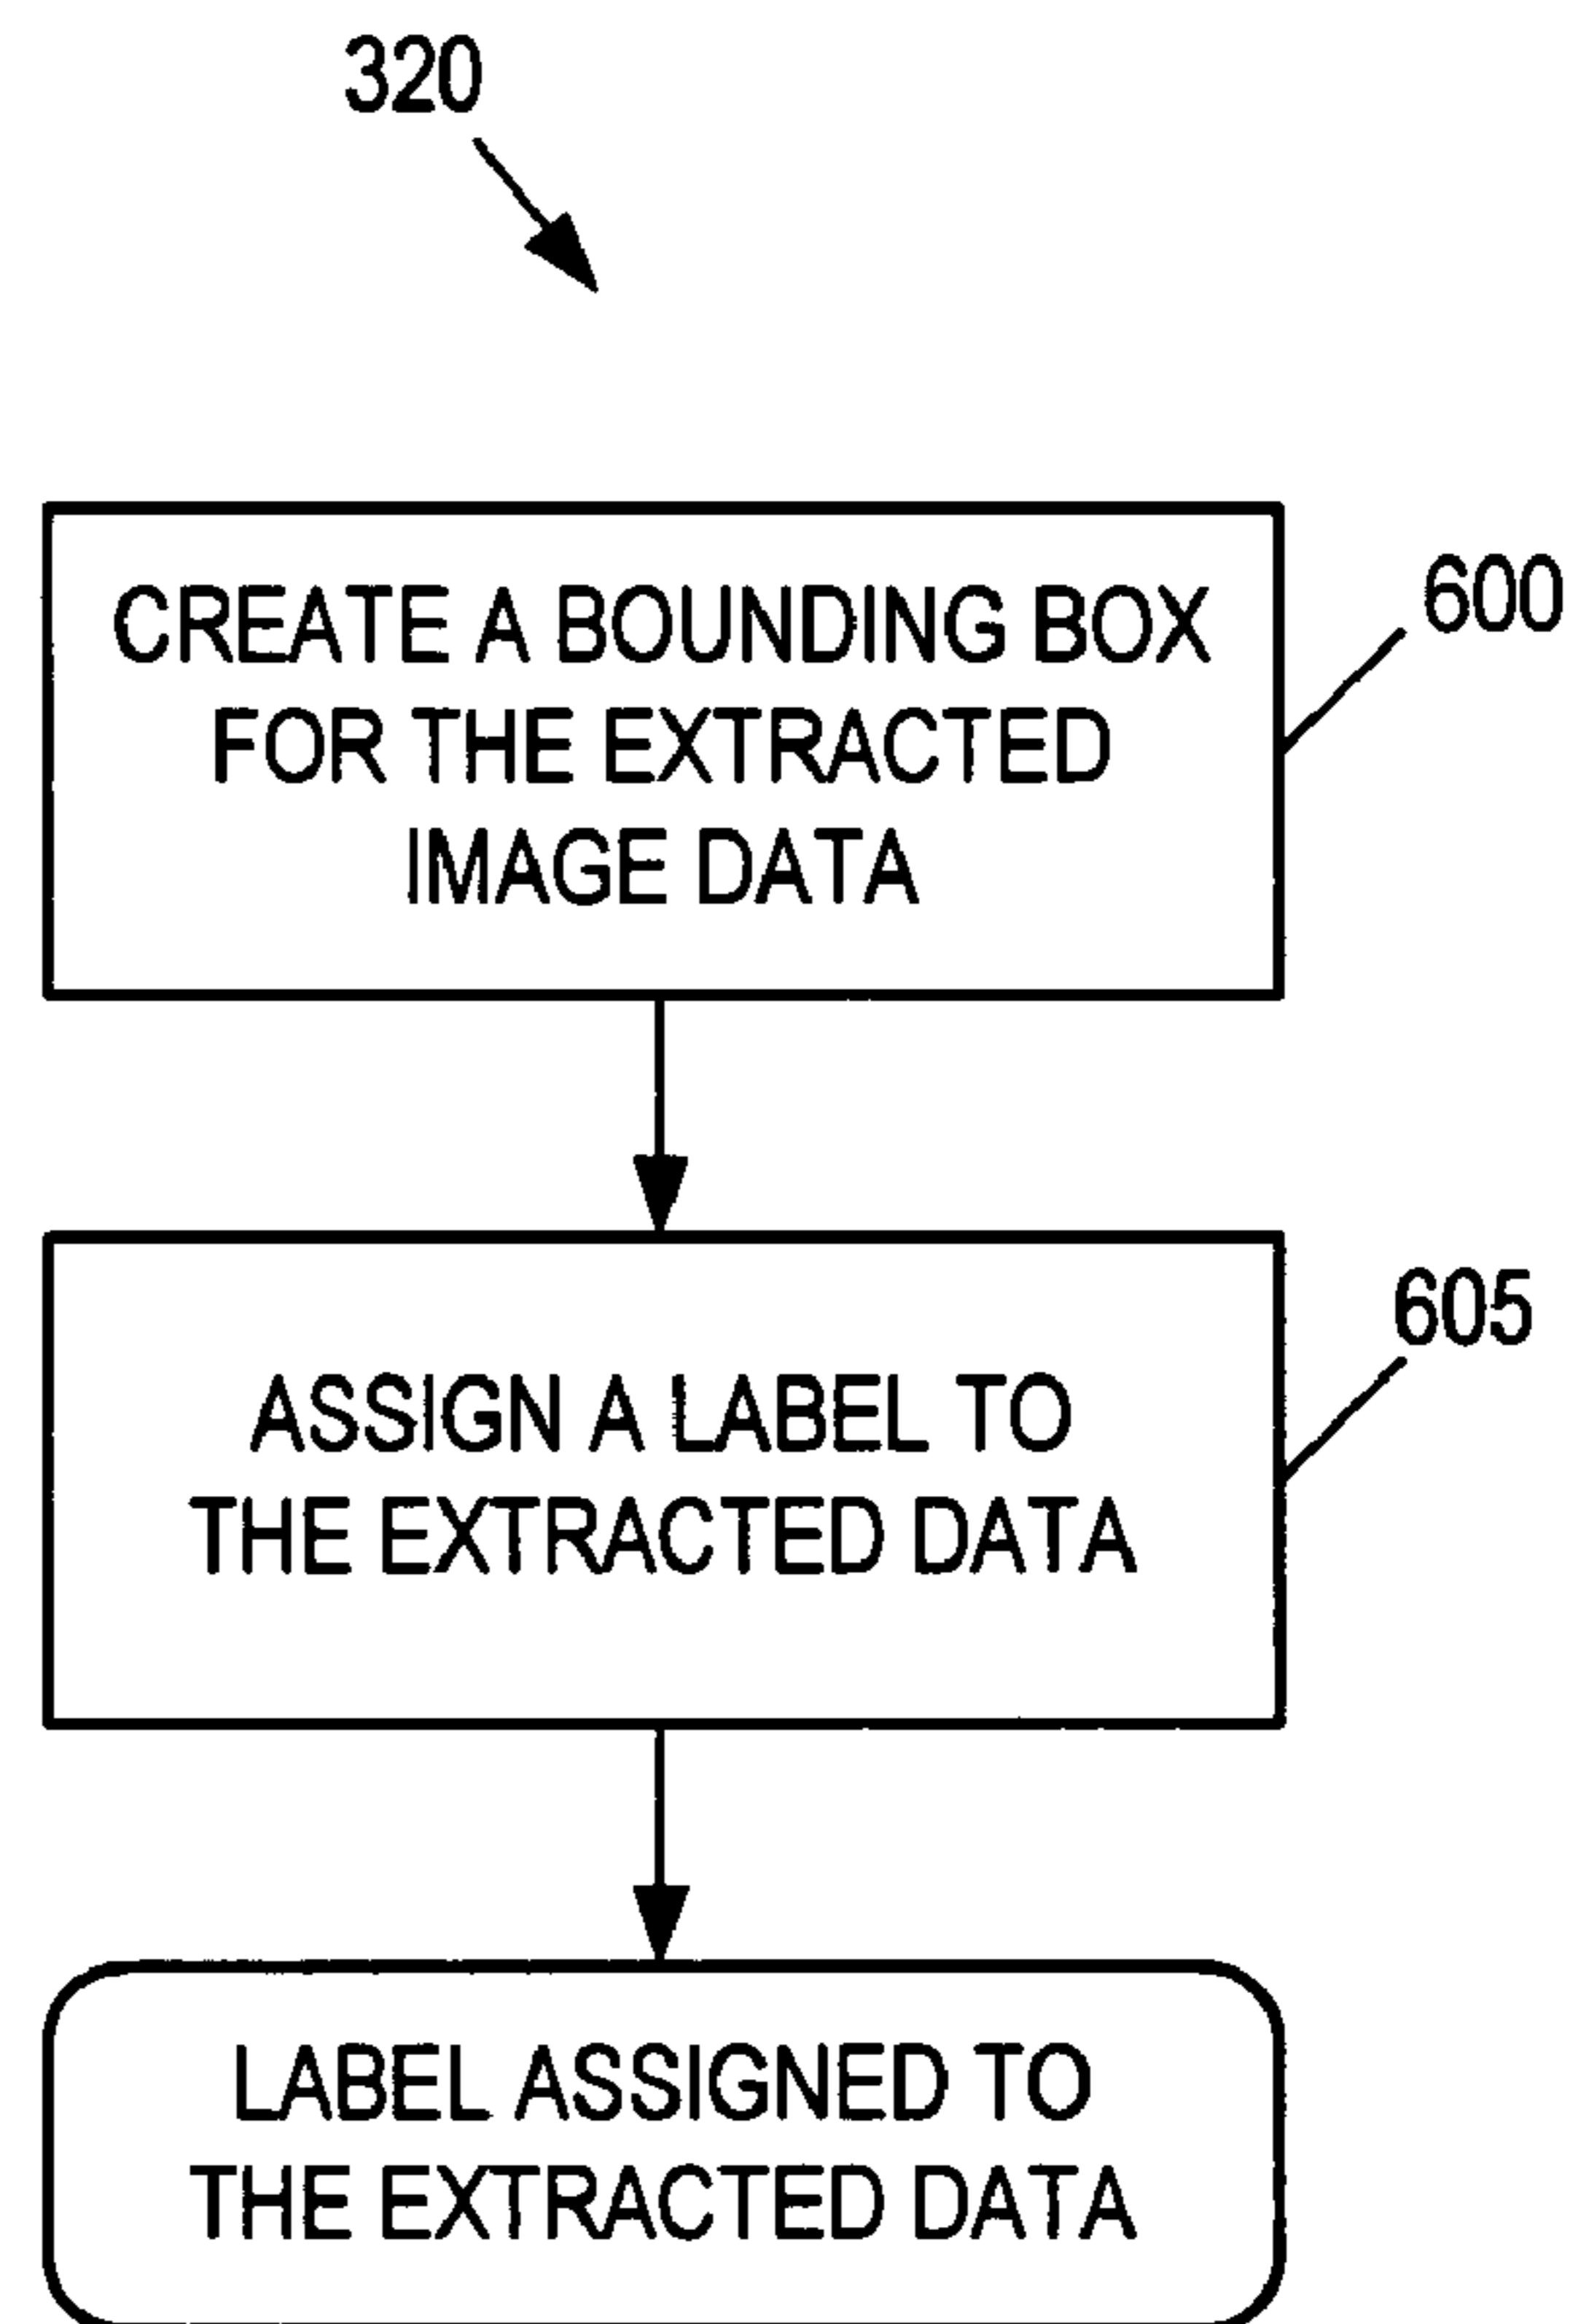 320
CREATE A BOUNDING BOX
FOR THE EXTRACTED
IMAGE DATA
600
ASSIGN A LABEL TO
THE EXTRACTED DATA
605
LABEL ASSIGNED TO
THE EXTRACTED DATA